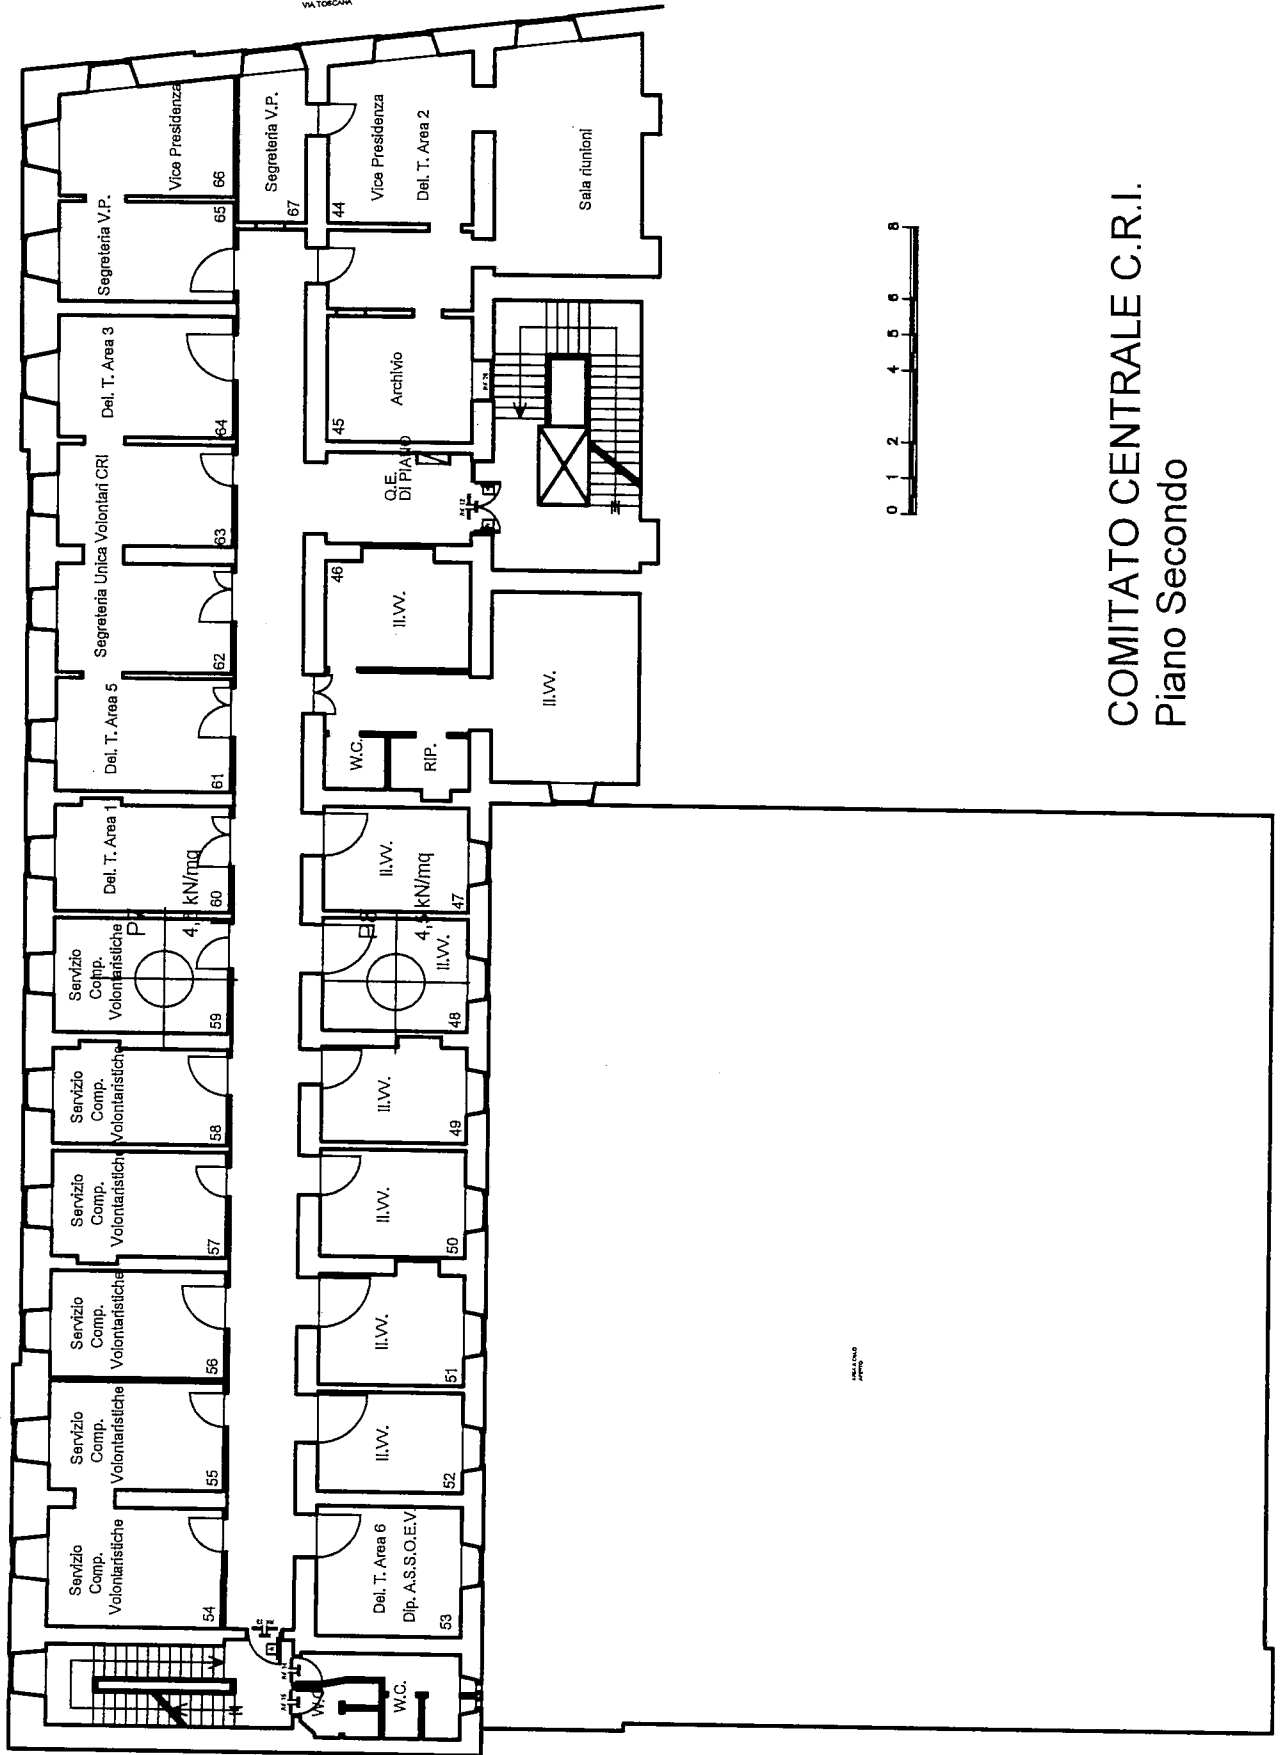 VIA TOSCANA
Vice Presidenza
66
Segreteria V.P.
65
Segreteria V.P.
67
Vice Presidenza
Del. T. Area 2
44
Sala riunioni
Del. T. Area 3
64
Archivio
45
Segreteria Unica Volontari CRI
63
62
Q.E.
DI PIANO
II.VV.
46
II.VV.
Del. T. Area 5
61
W.C.
RIP.
Del. T. Area 1
60
kN/mq
II.VV.
47
kN/mq
Servizio
Comp.
Volontaristiche
59
II.VV.
48
Servizio
Comp.
Volontaristiche
58
II.VV.
49
Servizio
Comp.
Volontaristiche
57
II.VV.
50
Servizio
Comp.
Volontaristiche
56
II.VV.
51
Servizio
Comp.
Volontaristiche
55
II.VV.
52
Servizio
Comp.
Volontaristiche
54
Del. T. Area 6
Dip. A.S.S.O.E.V.
53
W.C.
W.C.
0 1 2 4 5 6 8
COMITATO CENTRALE C.R.I.
Piano Secondo